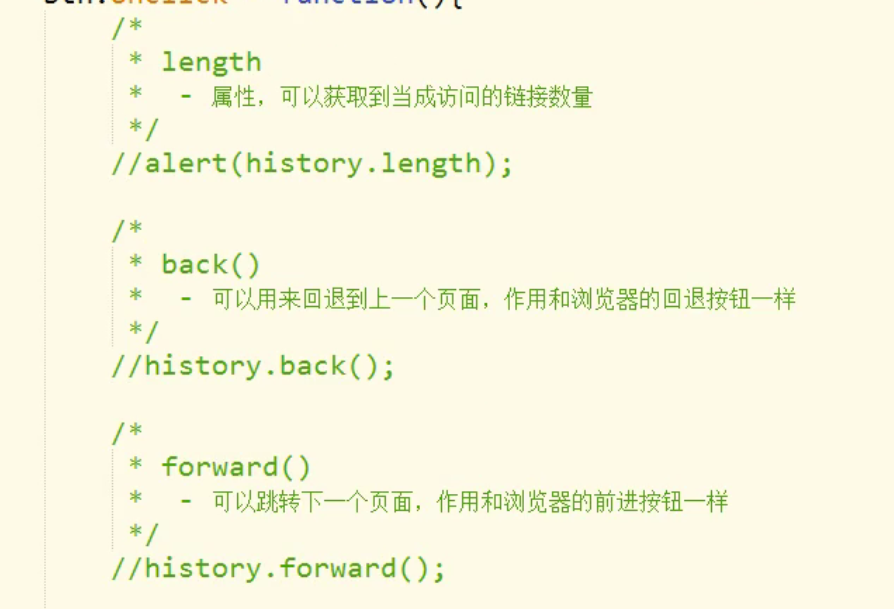 btn.onclick = function(){
/*
* length
* - 属性，可以获取到当成访问的链接数量
*/
//alert(history.length);
/*
* back()
* - 可以用来回退到上一个页面，作用和浏览器的回退按钮一样
*/
//history.back();
/*
* forward()
* - 可以跳转下一个页面，作用和浏览器的前进按钮一样
*/
//history.forward();